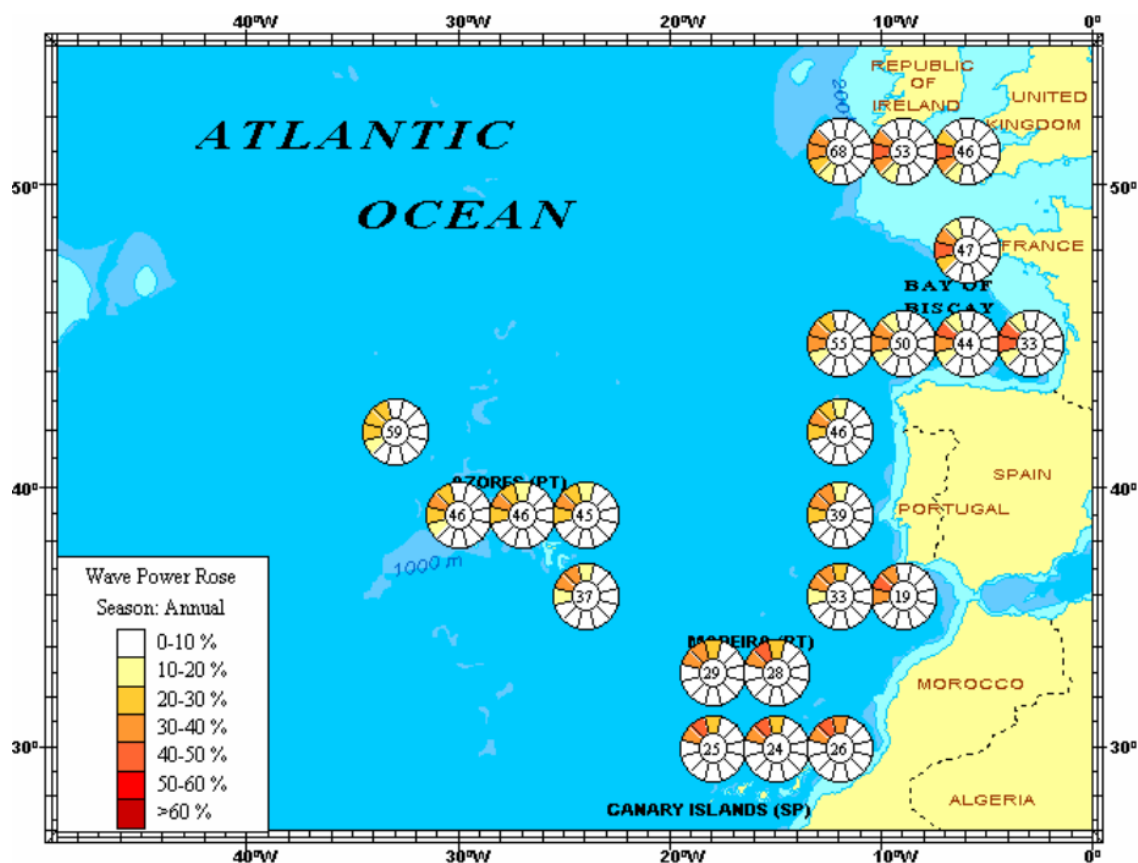 40ºW 30ºW 20ºW 10ºW 0º
REPUBLIC
OF
IRELAND
UNITED
KINGDOM
ATLANTIC
OCEAN
68 53 46
50º 50º
47
FRANCE
BAY OF
BISCAY
55 50 44 33
59
46
SPAIN
AZORES (PT)
40º 40º
46 46 45
39
PORTUGAL
1000 m
37
33 19
MADEIRA (PT)
29 28
MOROCCO
30º 30º
25 24 26
CANARY ISLANDS (SP)
ALGERIA
Wave Power Rose
Season: Annual
0-10 %
10-20 %
20-30 %
30-40 %
40-50 %
50-60 %
>60 %
40ºW 30ºW 20ºW 10ºW 0º